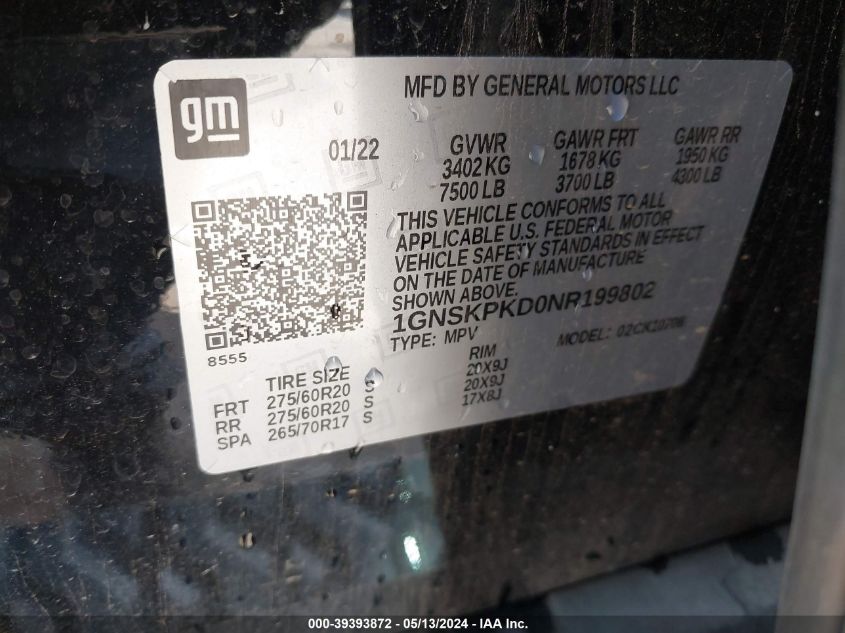 gm
MFD BY GENERAL MOTORS LLC
01/22 GVWR GAWR FRT GAWR RR
3402 KG 1678 KG 1950 KG
7500 LB 3700 LB 4300 LB
THIS VEHICLE CONFORMS TO ALL
APPLICABLE U.S. FEDERAL MOTOR
VEHICLE SAFETY STANDARDS IN EFFECT
ON THE DATE OF MANUFACTURE
SHOWN ABOVE.
1GNSKPKD0NR199802
TYPE: MPV MODEL: 02CK10706
8555
TIRE SIZE RIM
FRT 275/60R20 S 20X9J
RR 275/60R20 S 20X9J
SPA 265/70R17 S 17X8J
000-39393872 - 05/13/2024 - IAA Inc.